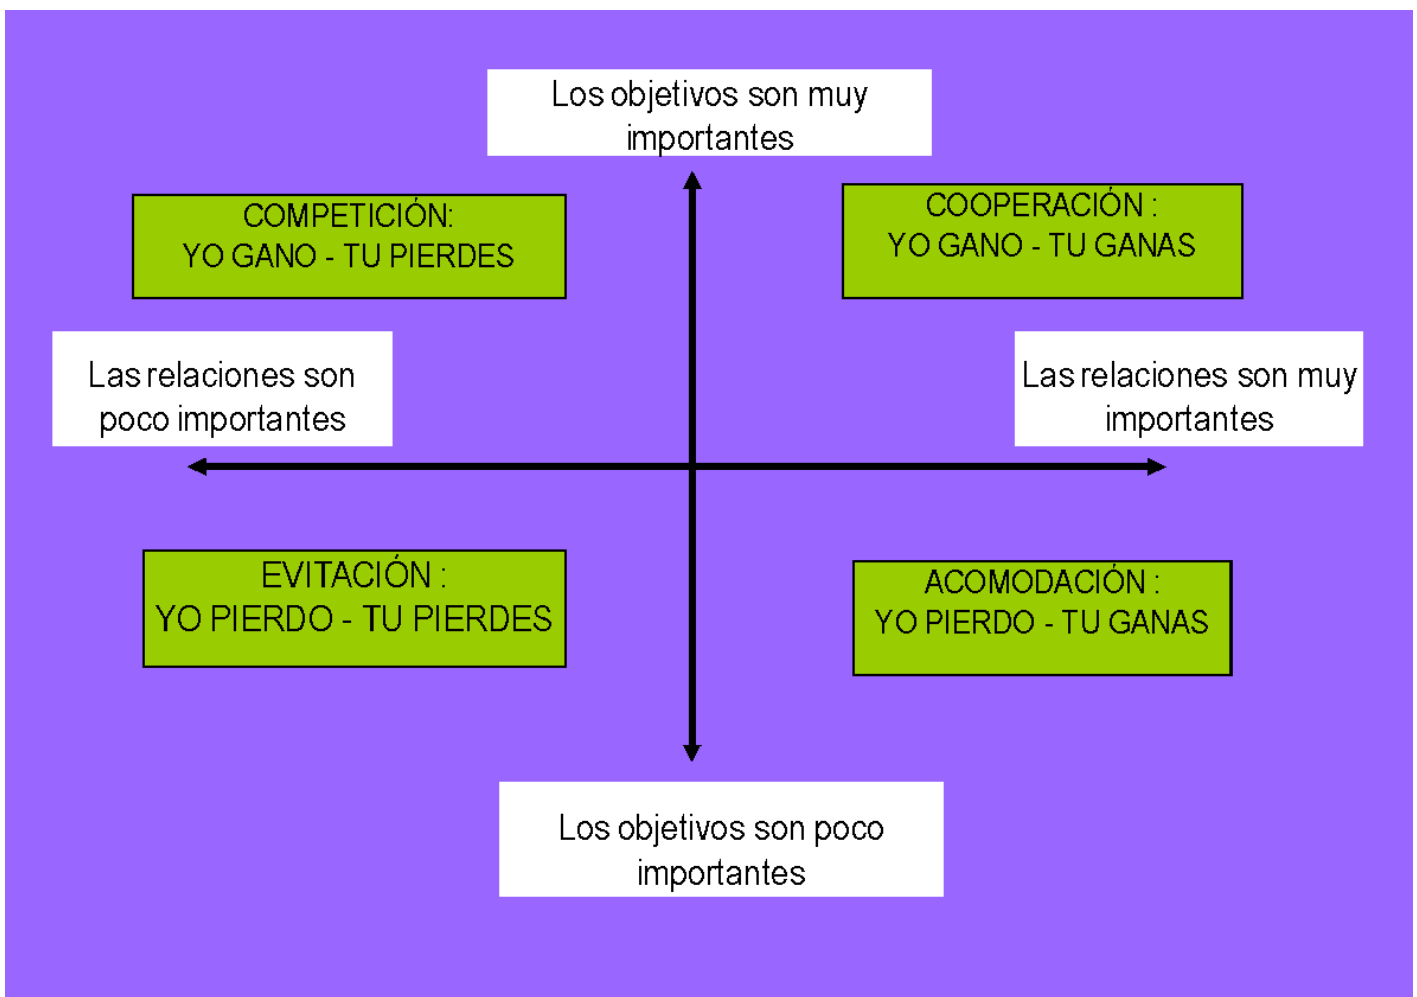 Los objetivos son muy
importantes
COMPETICIÓN:
YO GANO - TU PIERDES
COOPERACIÓN :
YO GANO - TU GANAS
Las relaciones son
poco importantes
Las relaciones son muy
importantes
EVITACIÓN :
YO PIERDO - TU PIERDES
ACOMODACIÓN :
YO PIERDO - TU GANAS
Los objetivos son poco
importantes